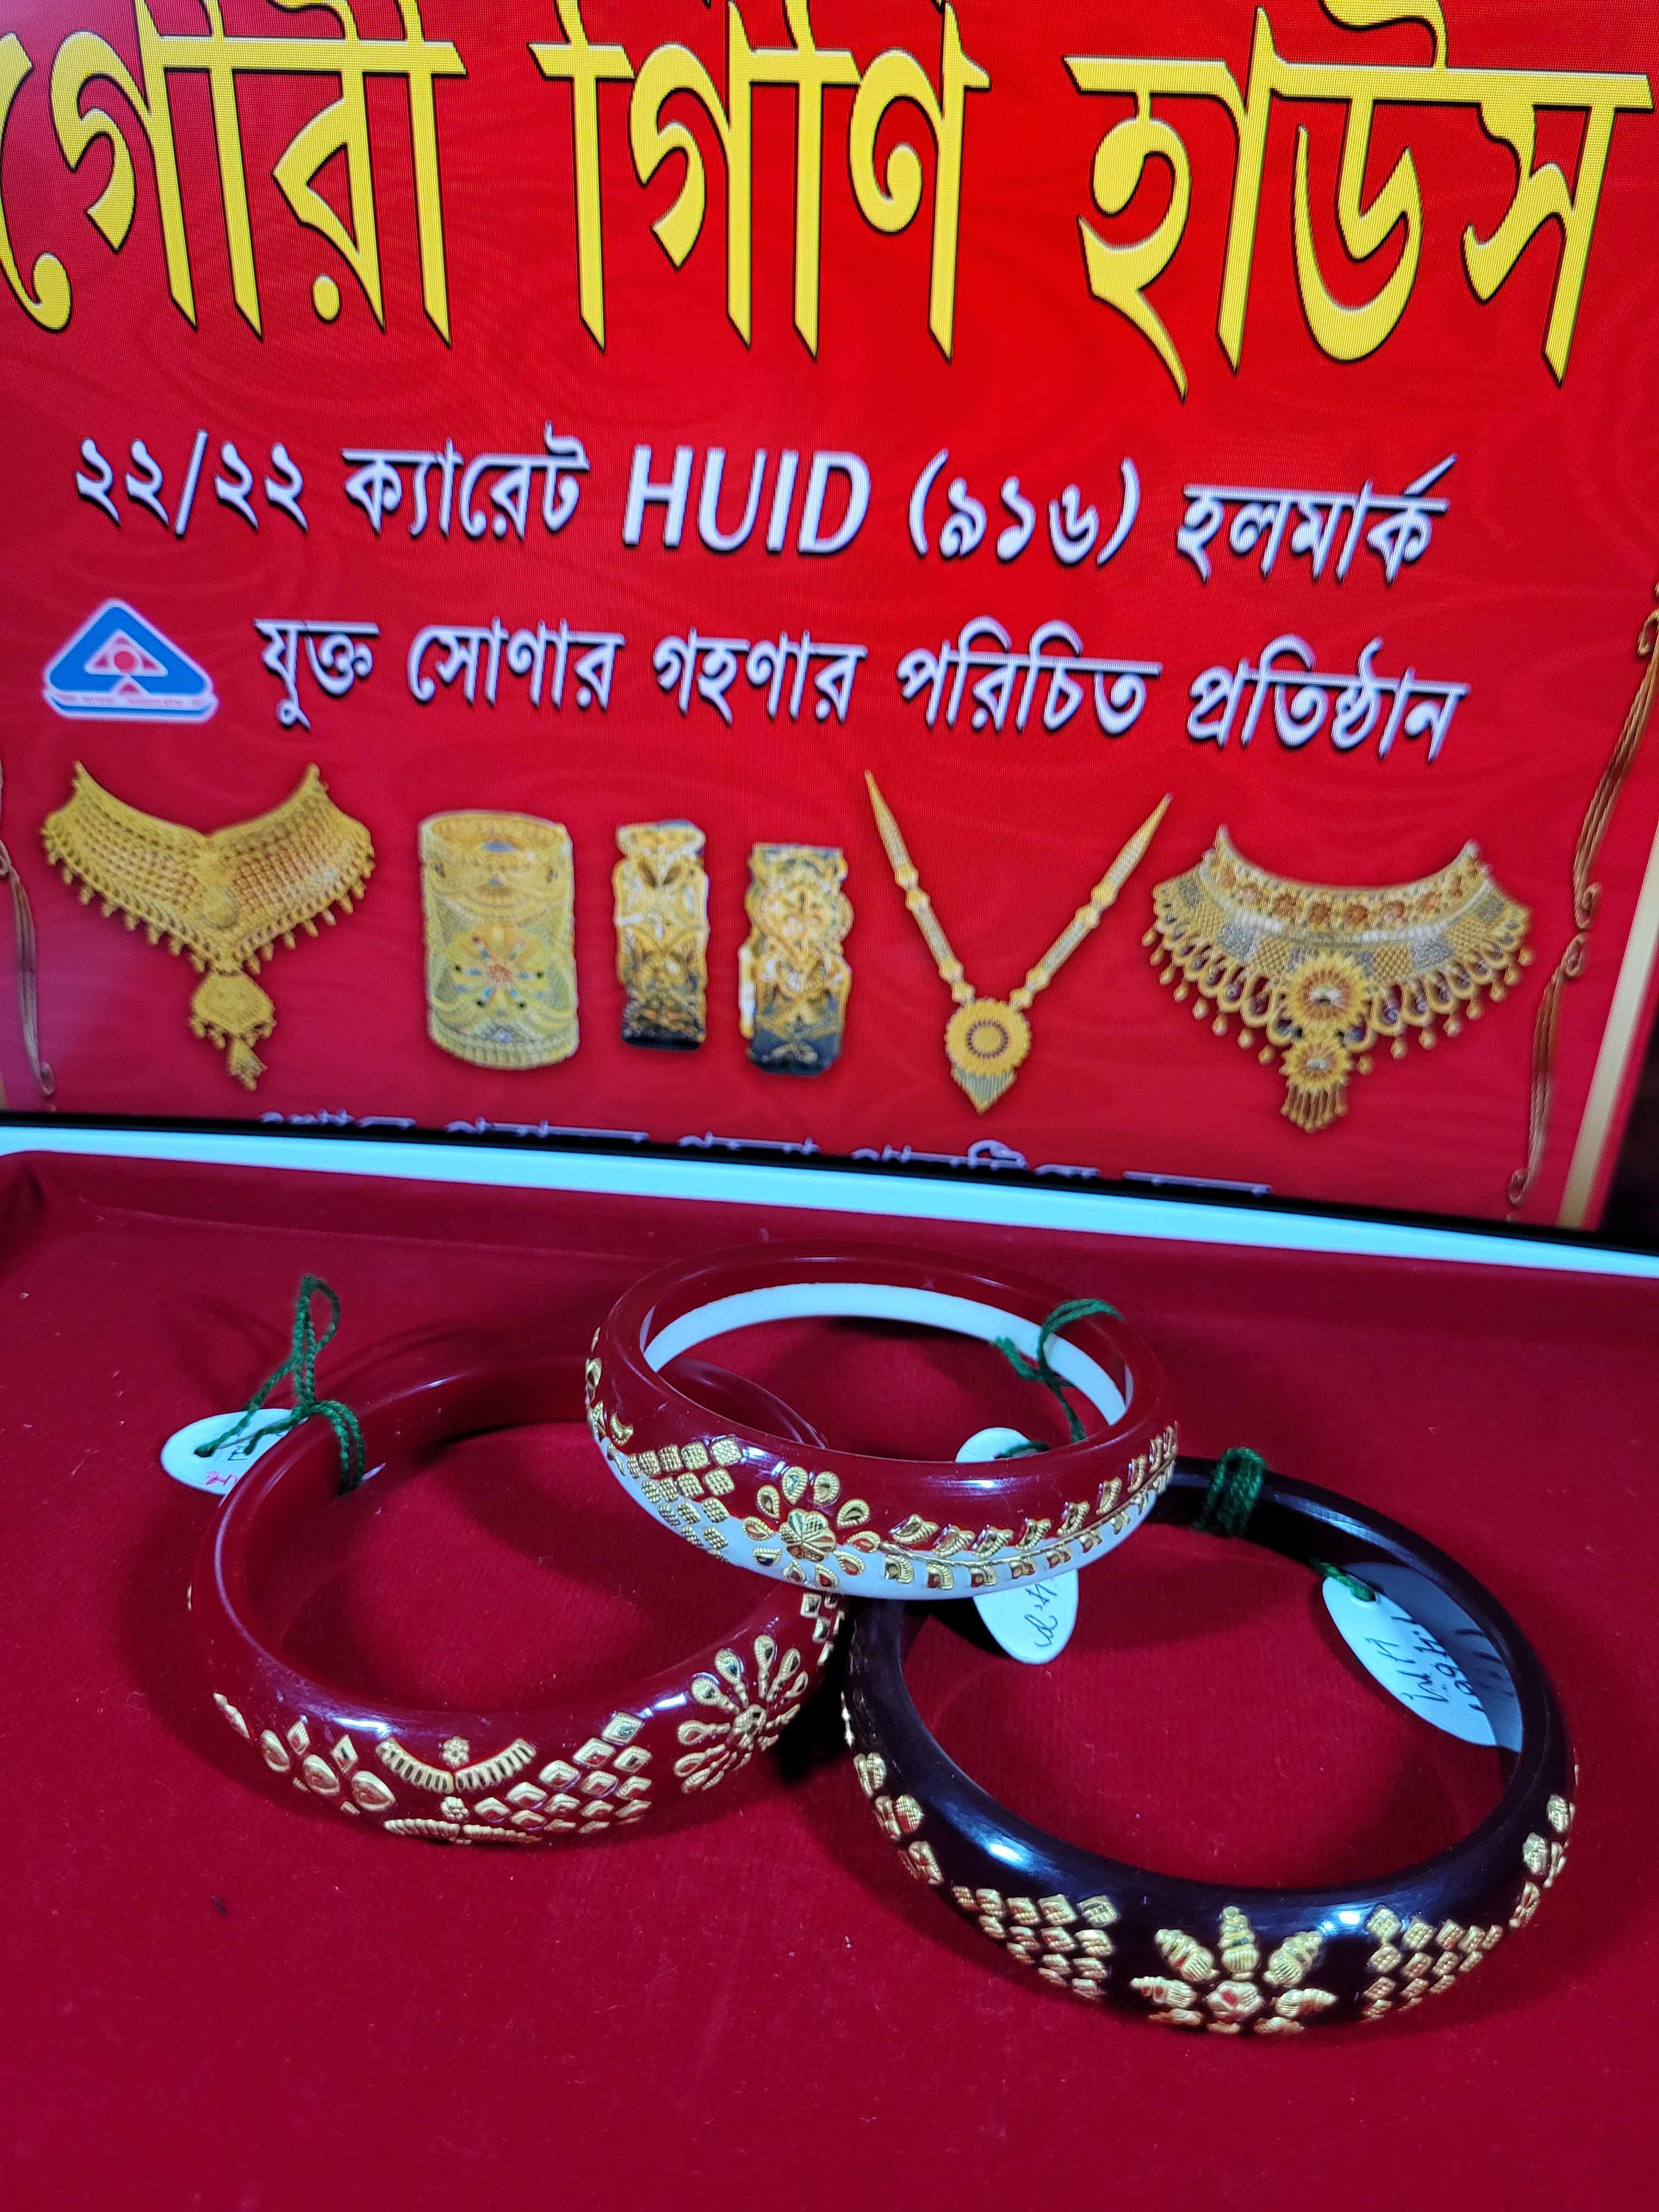 গৌরী গিণি হাউস
২২/২২ ক্যারেট HUID (৯১৬) হলমার্ক
যুক্ত সোণার গহণার পরিচিত প্রতিষ্ঠান